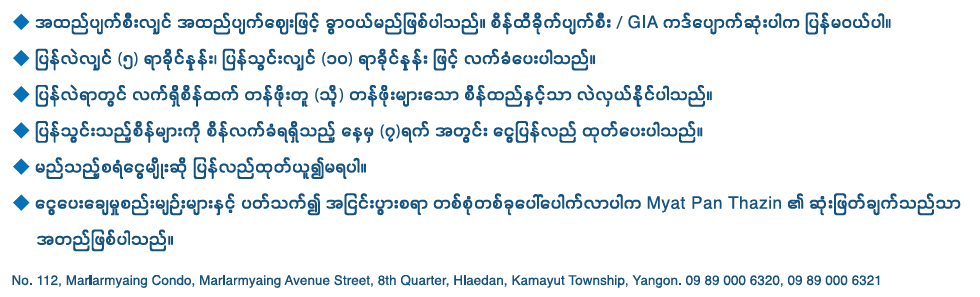 ◆ အထည်ပျက်စီးလျှင် အထည်ပျက်ဈေးဖြင့် ခွာဝယ်မည်ဖြစ်ပါသည်။ စိန်ထိခိုက်ပျက်စီး / GIA ကဒ်ပျောက်ဆုံးပါက ပြန်မဝယ်ပါ။
◆ ပြန်လဲလျှင် (၅) ရာခိုင်နှုန်း၊ ပြန်သွင်းလျှင် (၁၀) ရာခိုင်နှုန်း ဖြင့် လက်ခံပေးပါသည်။
◆ ပြန်လဲရာတွင် လက်ရှိစိန်ထက် တန်ဖိုးတူ (သို့) တန်ဖိုးများသော စိန်ထည်နှင့်သာ လဲလှယ်နိုင်ပါသည်။
◆ ပြန်သွင်းသည့်စိန်များကို စိန်လက်ခံရရှိသည့် နေ့မှ (၇)ရက် အတွင်း ငွေပြန်လည် ထုတ်ပေးပါသည်။
◆ မည်သည့်စရံငွေမျိုးဆို ပြန်လည်ထုတ်ယူ၍မရပါ။
◆ ငွေပေးချေမှုစည်းမျဉ်းများနှင့် ပတ်သက်၍ အငြင်းပွားစရာ တစ်စုံတစ်ခုပေါ်ပေါက်လာပါက Myat Pan Thazin ၏ ဆုံးဖြတ်ချက်သည်သာ
အတည်ဖြစ်ပါသည်။
No. 112, Marlarmyaing Condo, Marlarmyaing Avenue Street, 8th Quarter, Hlaedan, Kamayut Township, Yangon. 09 89 000 6320, 09 89 000 6321